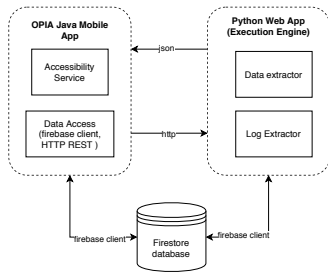 OPIA Java Mobile
App
Python Web App
(Execution Engine)
json
Accessibility
Service
Data extractor
Data Access
(firebase client,
HTTP REST )
http
Log Extractor
firebase client
firebase client
Firestore
database